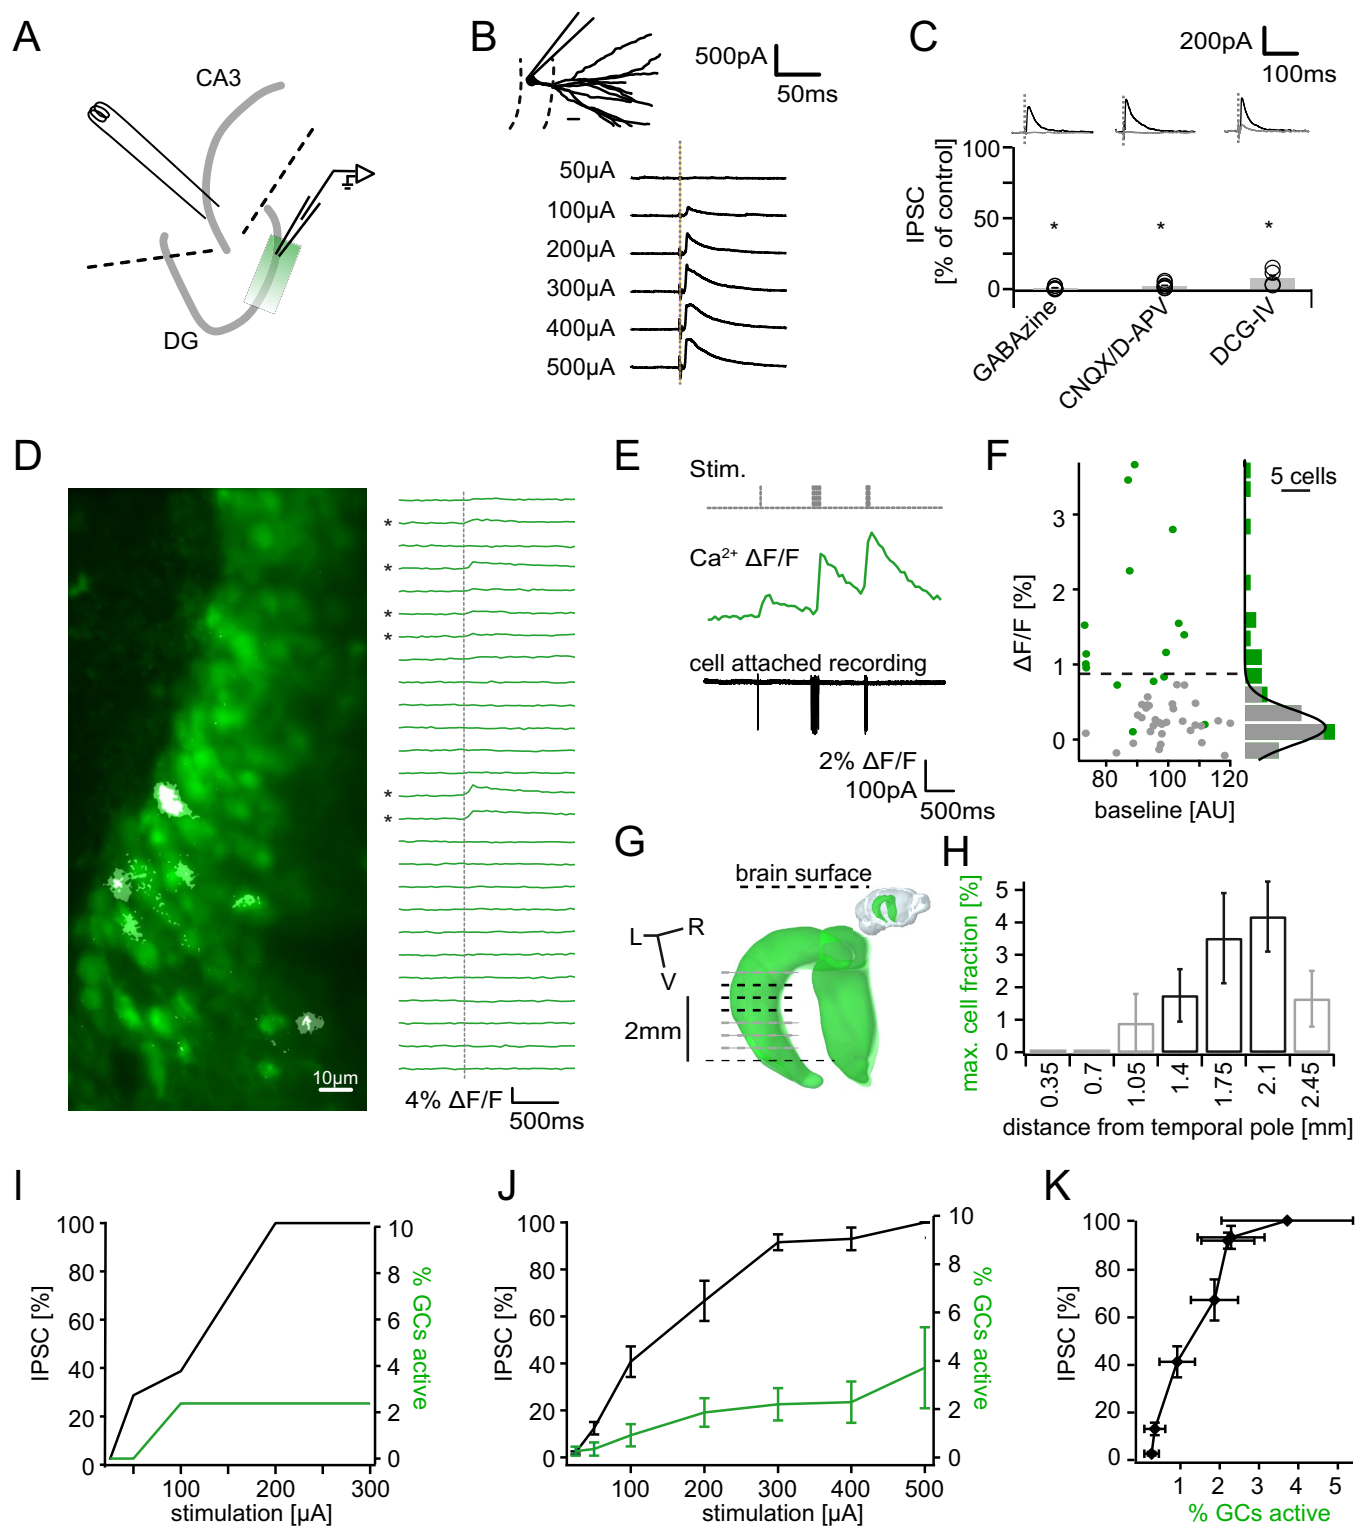 A
CA3
DG
B
500pA
50ms
50µA
100µA
200µA
300µA
400µA
500µA
C
200pA
100ms
IPSC
[% of control]
100
50
0
* * *
GABAzine
CNQX/D-APV
DCG-IV
D
*
*
*
*
*
*
10µm
4% ΔF/F
500ms
E
Stim.
Ca²⁺ ΔF/F
cell attached recording
2% ΔF/F
100pA
500ms
F
5 cells
ΔF/F [%]
3
2
1
0
80 100 120
baseline [AU]
G
brain surface
L R
V
2mm
H
max. cell fraction [%]
5
4
3
2
1
0
0.35 0.7 1.05 1.4 1.75 2.1 2.45
distance from temporal pole [mm]
I
IPSC [%]
100
80
60
40
20
0
10
8
6
4
2
0
% GCs active
100 200 300
stimulation [µA]
J
IPSC [%]
100
80
60
40
20
0
10
8
6
4
2
0
% GCs active
100 200 300 400 500
stimulation [µA]
K
IPSC [%]
100
80
60
40
20
0
1 2 3 4 5
% GCs active